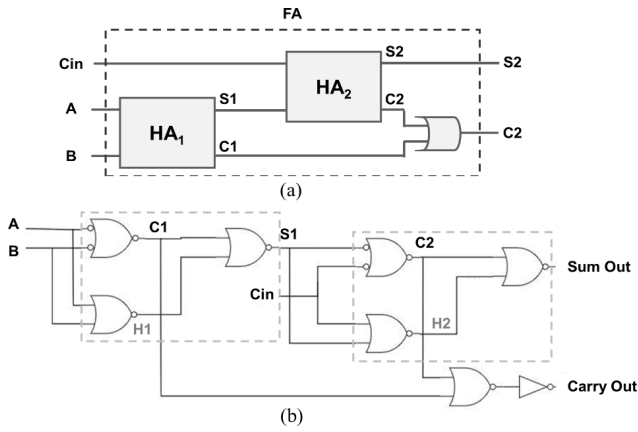 FA
Cin
S2
S2
HA2
A
S1
C2
C2
HA1
B
C1
(a)
A
C1
S1
C2
B
Sum Out
Cin
H1
H2
Carry Out
(b)